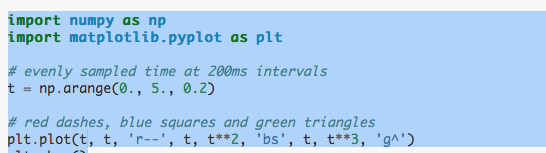 import numpy as np
import matplotlib.pyplot as plt
# evenly sampled time at 200ms intervals
t = np.arange(0., 5., 0.2)
# red dashes, blue squares and green triangles
plt.plot(t, t, 'r--', t, t**2, 'bs', t, t**3, 'g^')